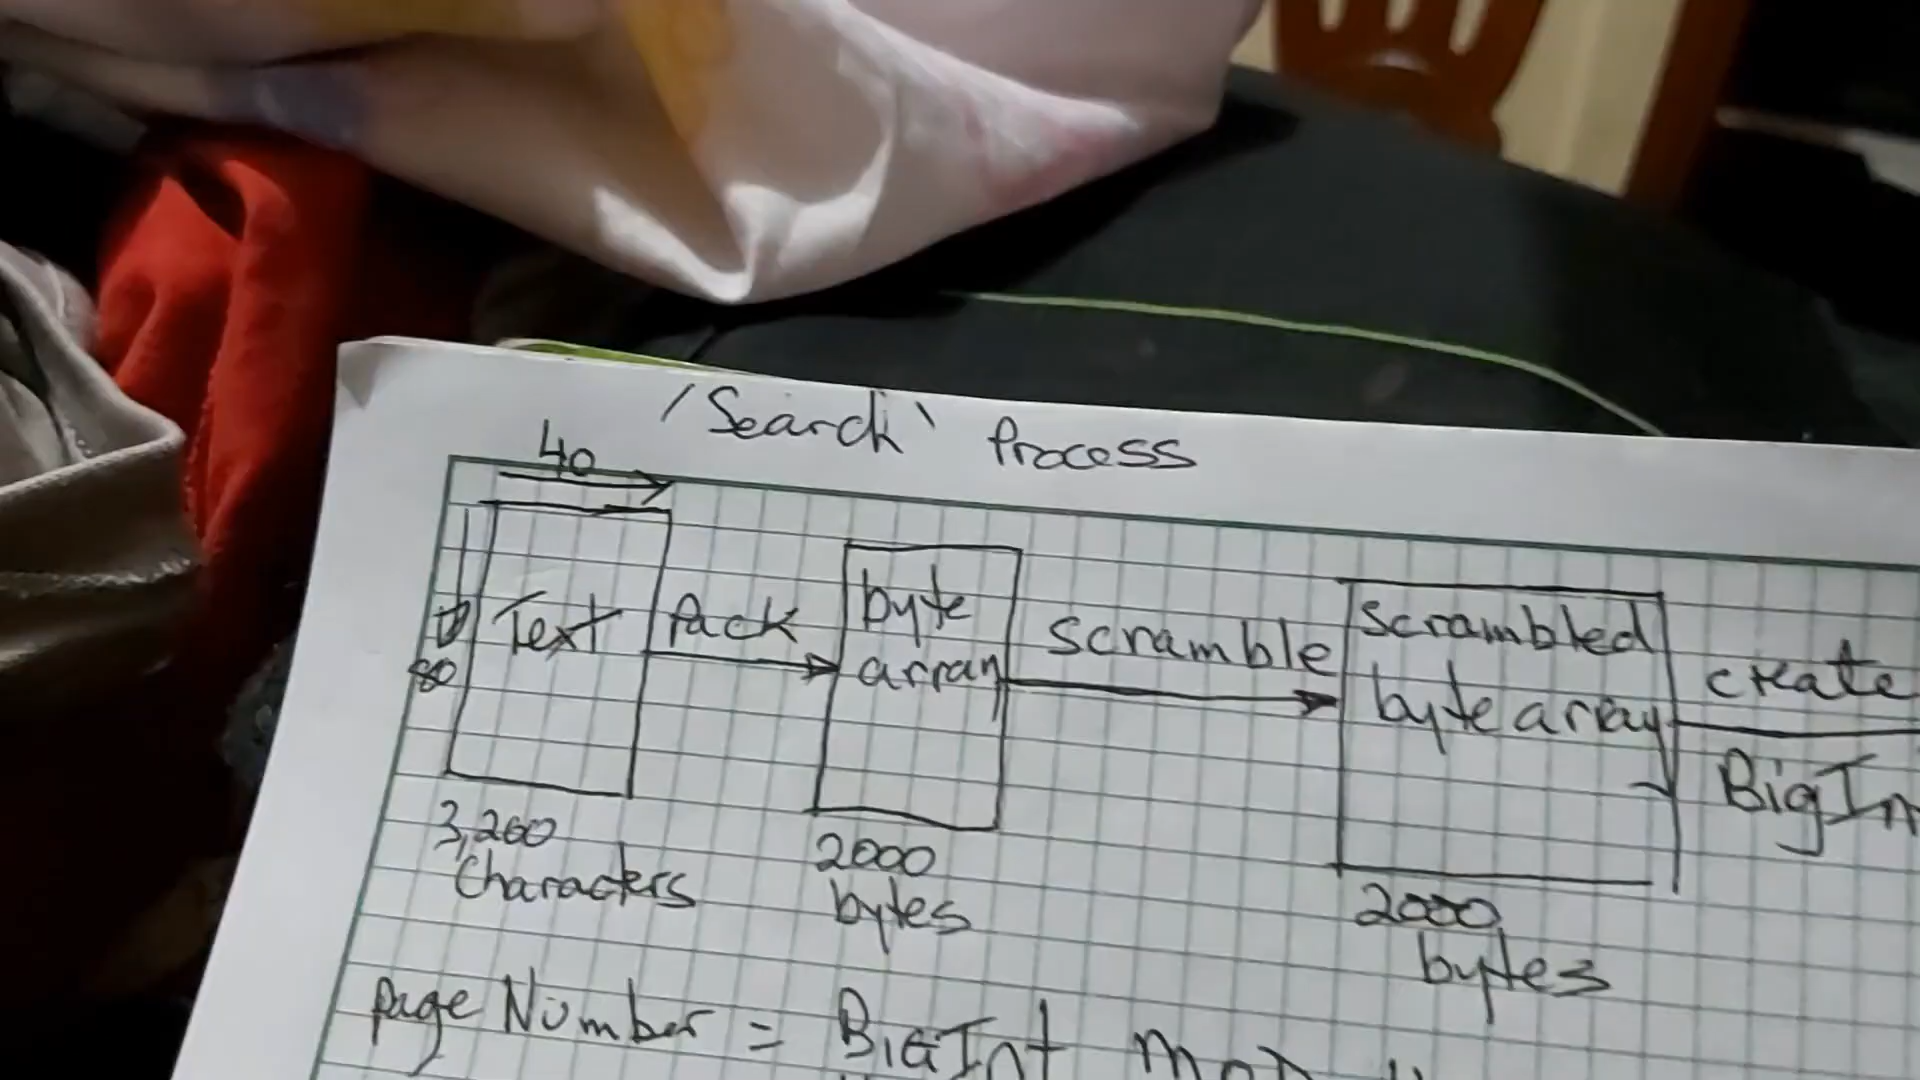 'Search' Process
40
80
Text
Pack
byte
array
scramble
scrambled
byte array
create
BigIn
3,200
Characters
2000
bytes
2000
bytes
page Number = BigInt mod